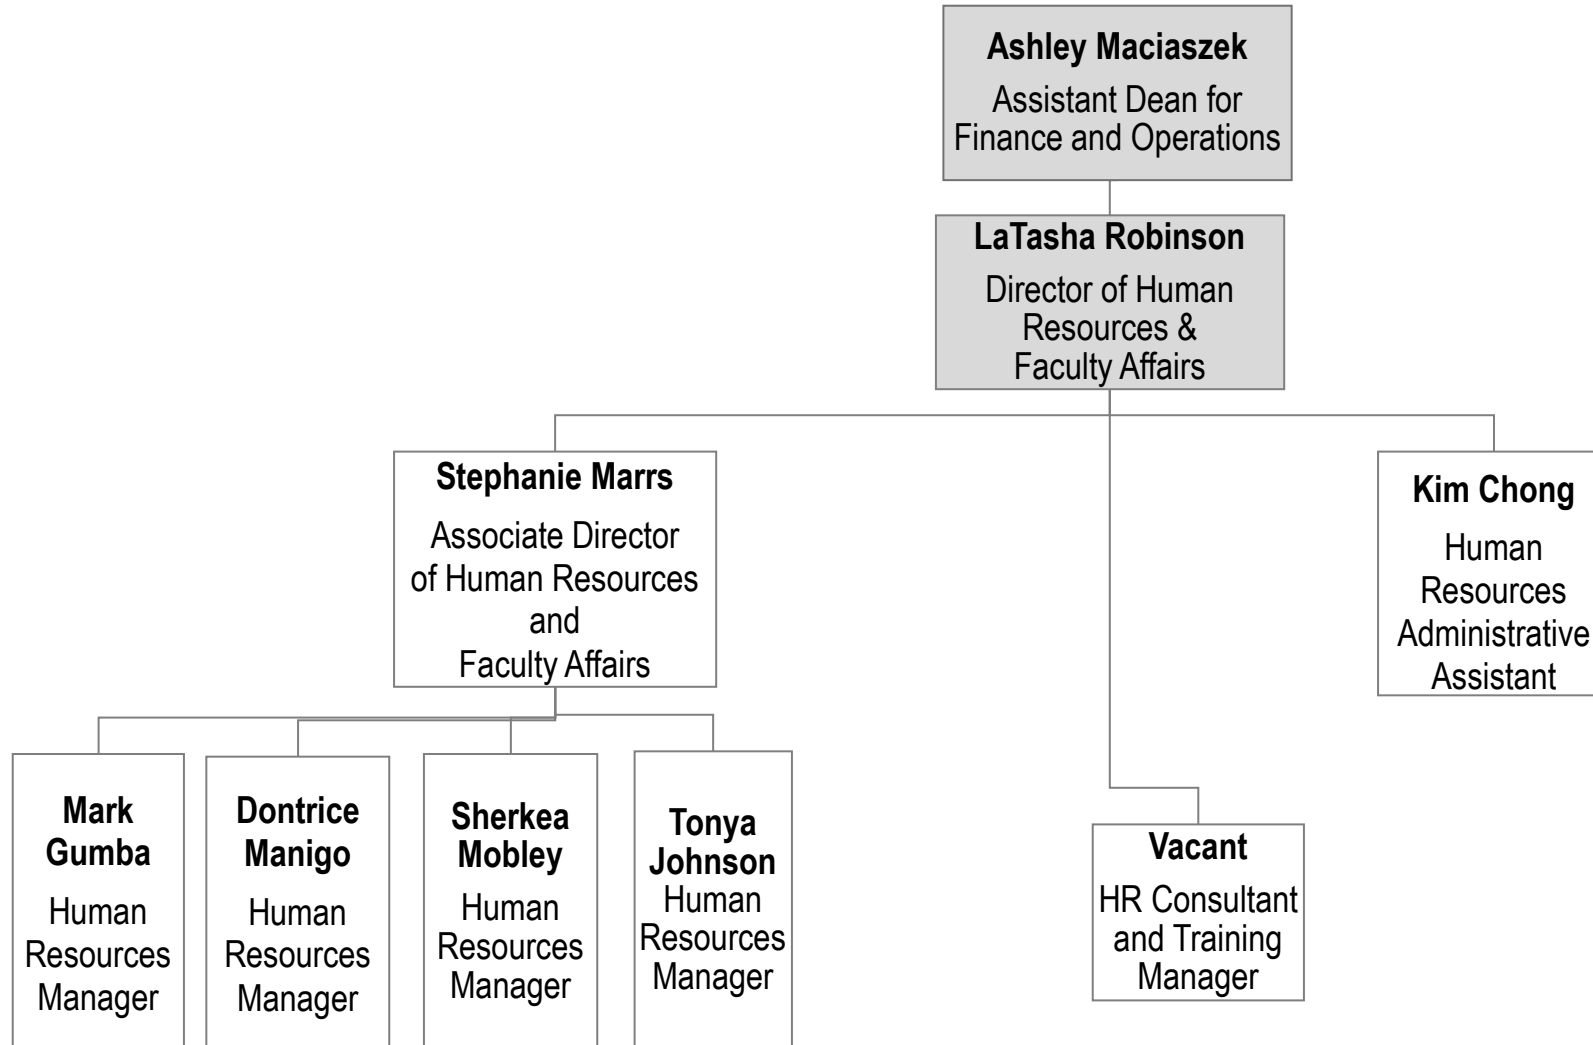 Ashley Maciaszek
Assistant Dean for
Finance and Operations
LaTasha Robinson
Director of Human
Resources &
Faculty Affairs
Stephanie Marrs
Associate Director
of Human Resources
and
Faculty Affairs
Kim Chong
Human
Resources
Administrative
Assistant
Mark
Gumba
Human
Resources
Manager
Dontrice
Manigo
Human
Resources
Manager
Sherkea
Mobley
Human
Resources
Manager
Tonya
Johnson
Human
Resources
Manager
Vacant
HR Consultant
and Training
Manager